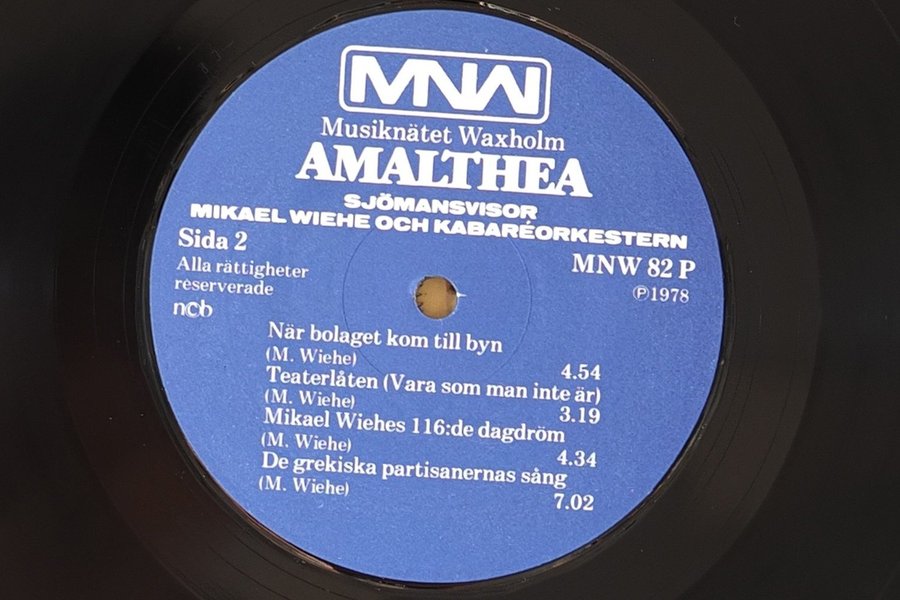 MNW
Musiknätet Waxholm
AMALTHEA
SJÖMANSVISOR
MIKAEL WIEHE OCH KABARÉORKESTERN
Sida 2
MNW 82 P
Alla rättigheter
reserverade
℗1978
ncb
När bolaget kom till byn
(M. Wiehe)
4.54
Teaterlåten (Vara som man inte är)
(M. Wiehe)
3.19
Mikael Wiehes 116:de dagdröm
(M. Wiehe)
4.34
De grekiska partisanernas sång
(M. Wiehe)
7.02